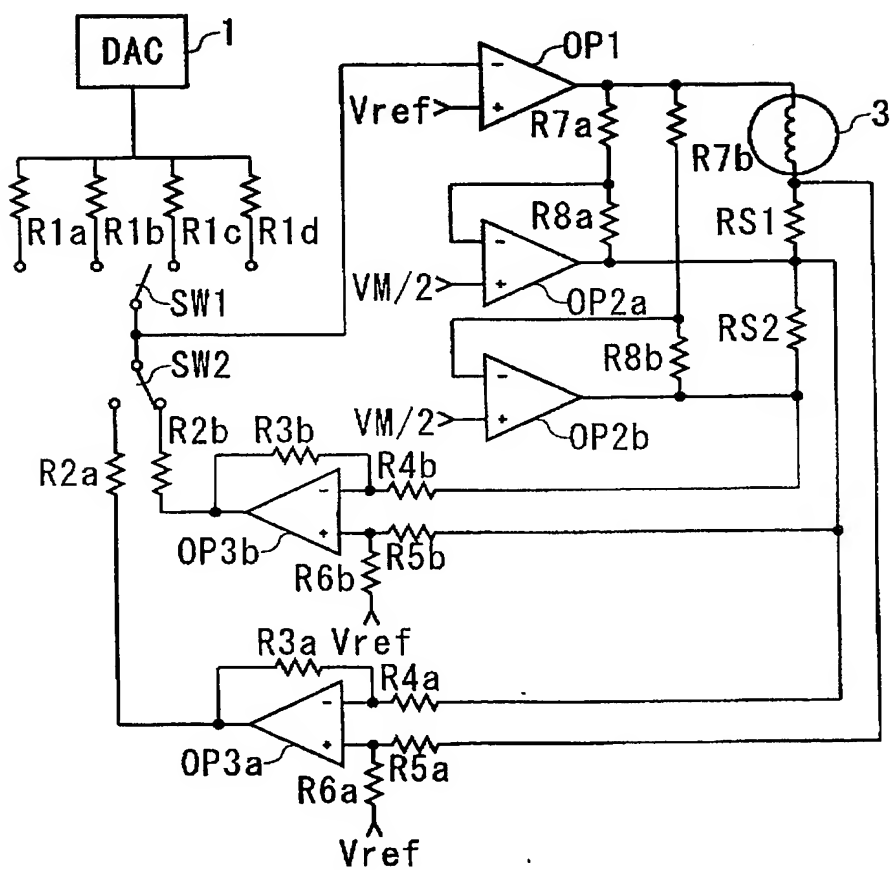 DAC
1
OP1
Vref
R7a
R7b
3
R1a
R1b
R1c
R1d
R8a
RS1
SW1
VM/2
OP2a
RS2
SW2
R8b
R2b
R3b
VM/2
OP2b
R2a
R4b
OP3b
R5b
R6b
R3a
Vref
R4a
OP3a
R5a
R6a
Vref